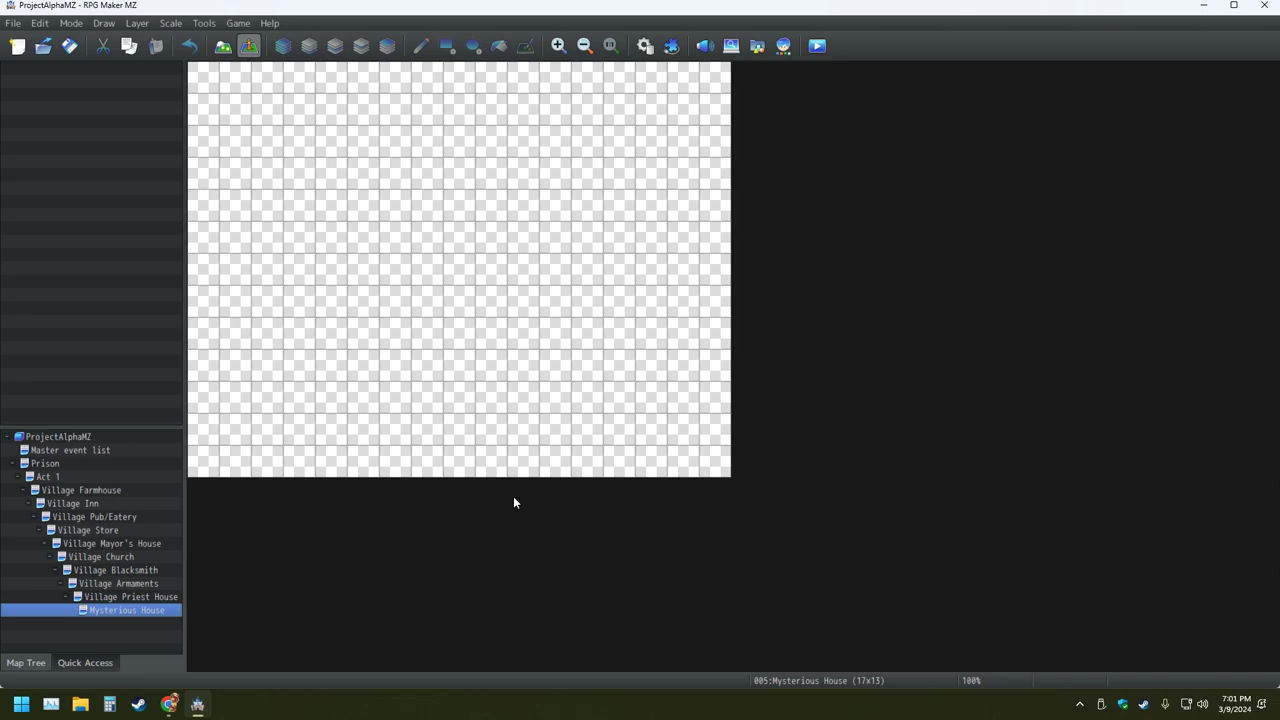 ProjectAlphaMZ - RPG Maker MZ
File Edit Mode Draw Layer Scale Tools Game Help
ProjectAlphaMZ
Master event list
Prison
Act 1
Village Farmhouse
Village Inn
Village Pub/Eatery
Village Store
Village Mayor's House
Village Church
Village Blacksmith
Village Armaments
Village Priest House
Mysterious House
Map Tree Quick Access
005:Mysterious House (17x13) 100%
7:01 PM
3/9/2024